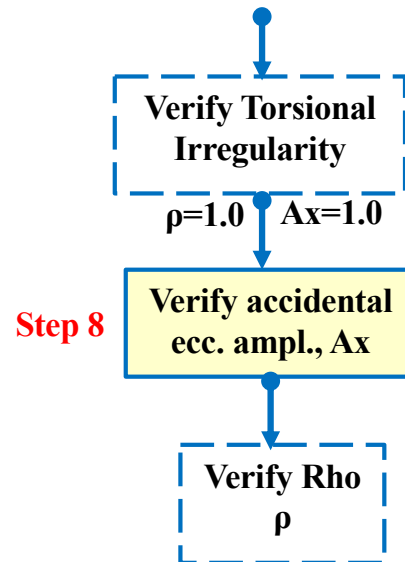 Verify Torsional
Irregularity
ρ=1.0 Ax=1.0
Step 8
Verify accidental
ecc. ampl., Ax
Verify Rho
ρ